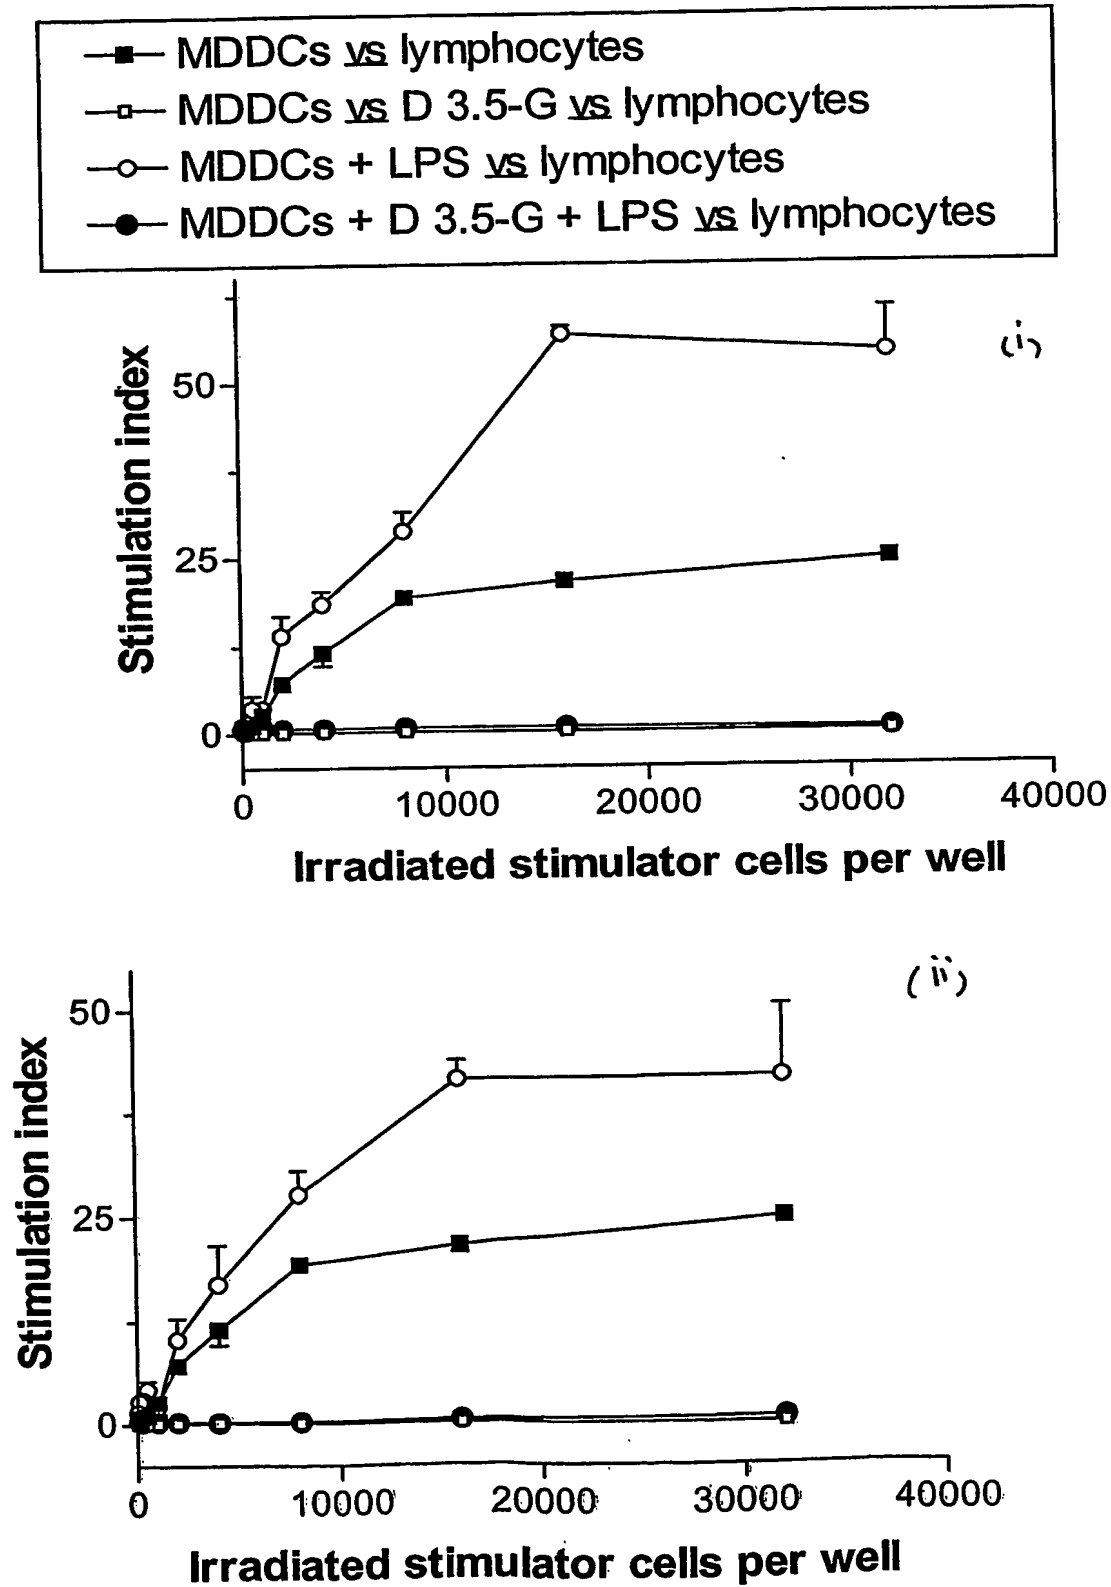 MDDCs vs lymphocytes
MDDCs vs D 3.5-G vs lymphocytes
MDDCs + LPS vs lymphocytes
MDDCs + D 3.5-G + LPS vs lymphocytes
(i)
Stimulation index
50
25
0
0 10000 20000 30000 40000
Irradiated stimulator cells per well
(ii)
Stimulation index
50
25
0
0 10000 20000 30000 40000
Irradiated stimulator cells per well